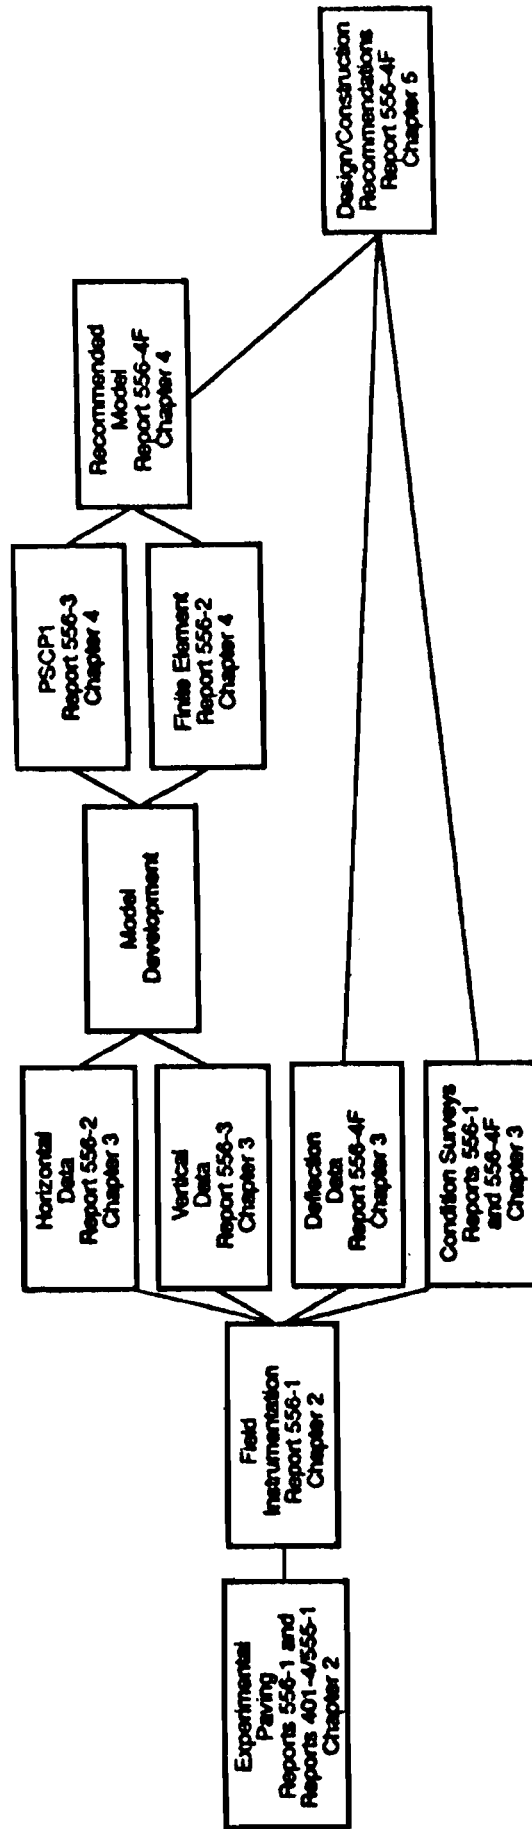 Experimental
Paving
Reports 556-1 and
Reports 401-4/555-1
Chapter 2
Field
Instrumentation
Report 556-1
Chapter 2
Horizontal
Data
Report 556-2
Chapter 3
Vertical
Data
Report 556-3
Chapter 3
Deflection
Data
Report 556-4F
Chapter 3
Condition Surveys
Reports 556-1
and 556-4F
Chapter 3
Model
Development
PSCP1
Report 556-3
Chapter 4
Finite Element
Report 556-2
Chapter 4
Recommended
Model
Report 556-4F
Chapter 4
Design/Construction
Recommendations
Report 556-4F
Chapter 5